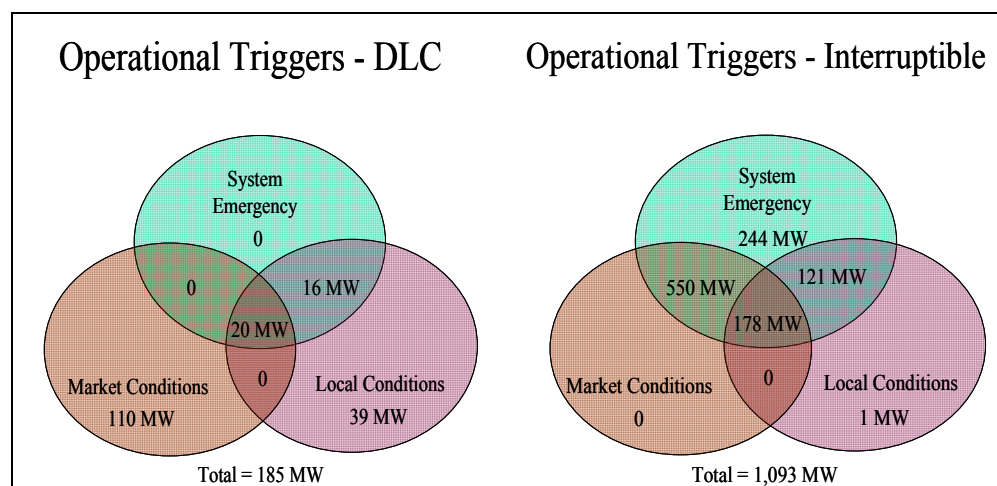 Operational Triggers - DLC
System
Emergency
0
0
16 MW
20 MW
0
Market Conditions
110 MW
Local Conditions
39 MW
Total = 185 MW
Operational Triggers - Interruptible
System
Emergency
244 MW
550 MW
121 MW
178 MW
0
Market Conditions
0
Local Conditions
1 MW
Total = 1,093 MW